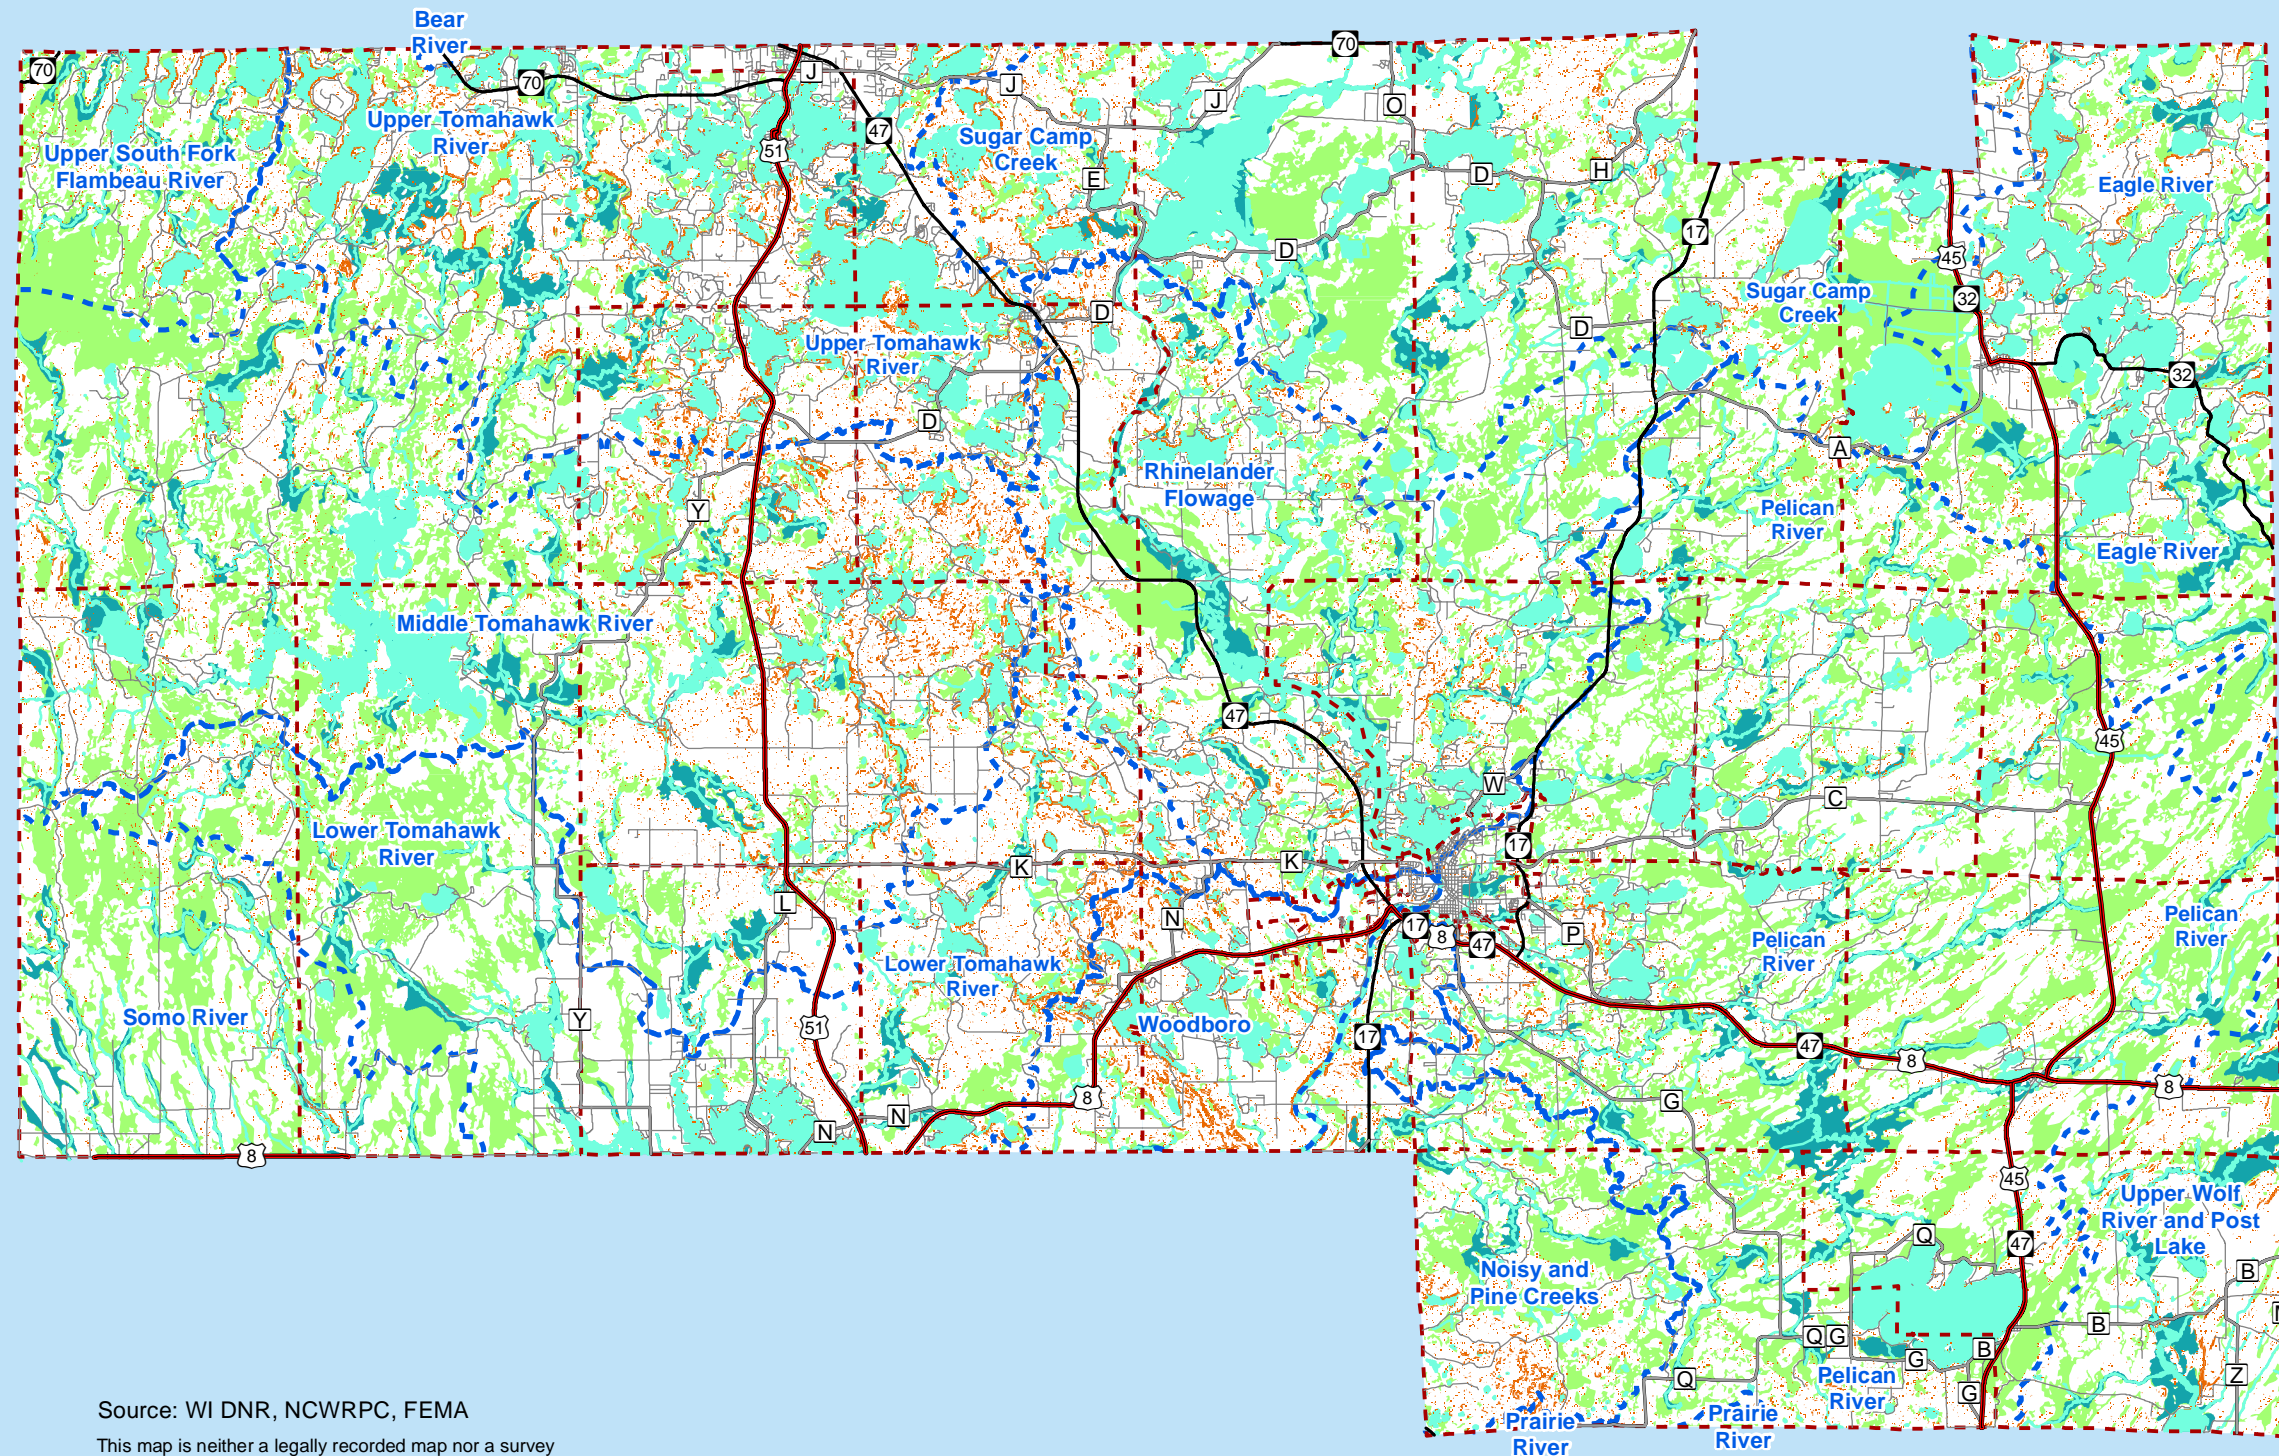 Bear
River
70
70
70
J
J
J
O
47
51
Upper Tomahawk
River
Upper South Fork
Flambeau River
Sugar Camp
Creek
E
D
H
Eagle River
17
D
45
32
Sugar Camp
Creek
D
D
Upper Tomahawk
River
32
D
A
Rhinelander
Flowage
Y
Pelican
River
Eagle River
Middle Tomahawk River
47
45
W
C
Lower Tomahawk
River
17
K
K
L
N
17
8
47
P
Pelican
River
Pelican
River
Lower Tomahawk
River
Somo River
Y
51
Woodboro
17
47
8
8
8
G
N
N
8
45
Upper Wolf
River and Post
Lake
Q
47
B
Noisy and
Pine Creeks
B
Q
G
B
G
Q
Pelican
River
G
Z
Prairie
River
Prairie
River
Source: WI DNR, NCWRPC, FEMA
This map is neither a legally recorded map nor a survey